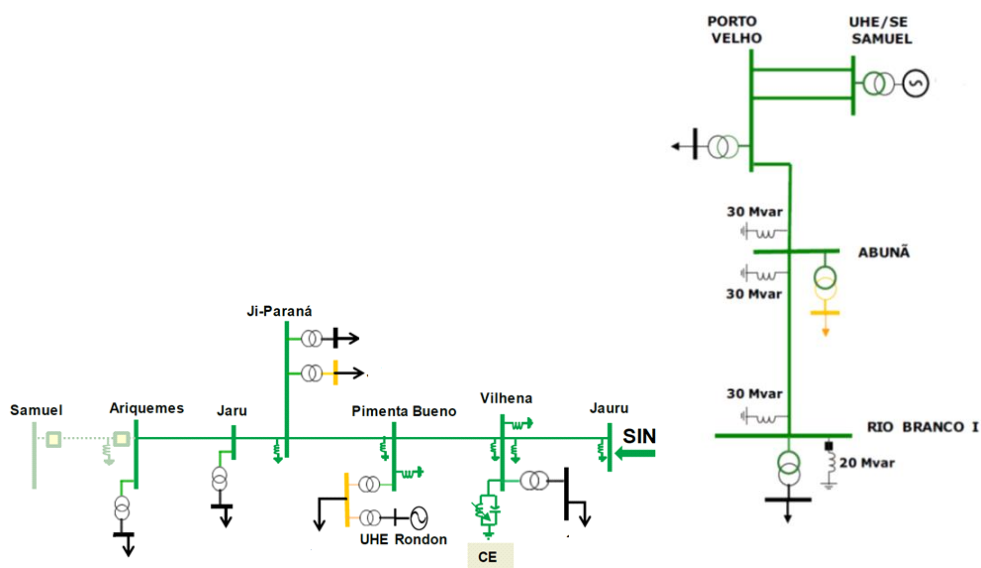 PORTO
VELHO
UHE/SE
SAMUEL
30 Mvar
ABUNÃ
30 Mvar
30 Mvar
RIO BRANCO I
20 Mvar
Ji-Paraná
Samuel
Ariquemes
Jaru
Pimenta Bueno
Vilhena
Jauru
SIN
UHE Rondon
CE